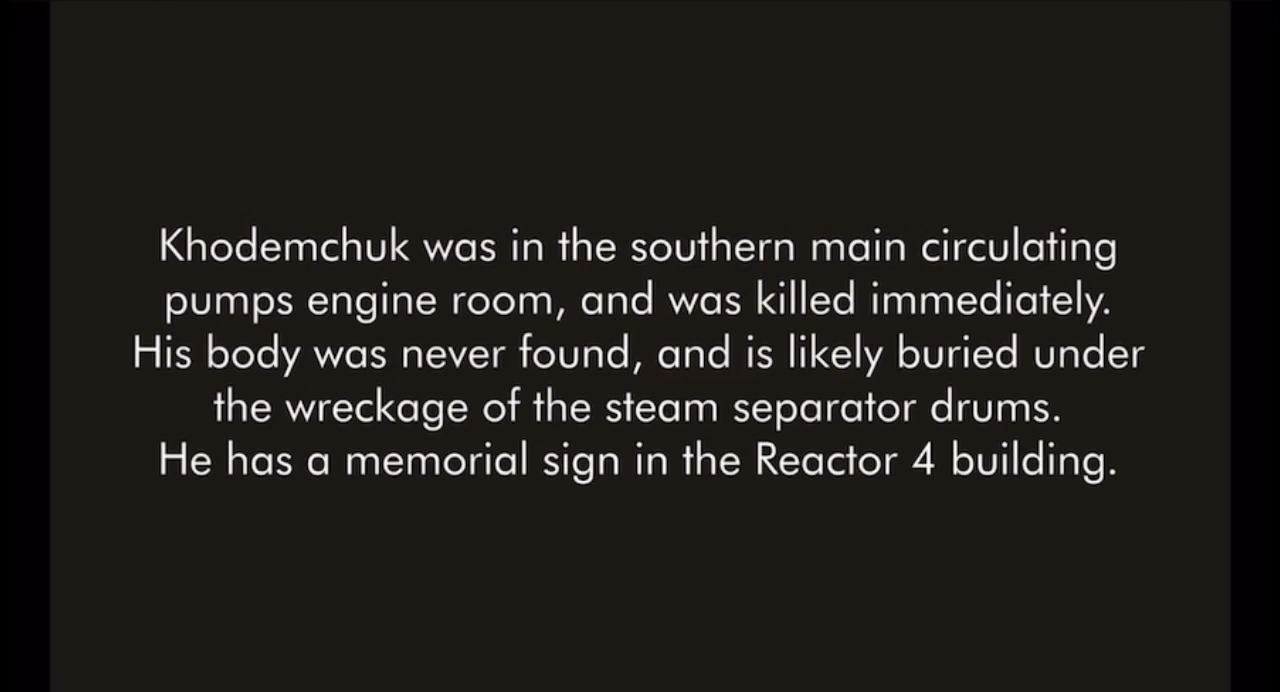 Khodemchuk was in the southern main circulating
pumps engine room, and was killed immediately.
His body was never found, and is likely buried under
the wreckage of the steam separator drums.
He has a memorial sign in the Reactor 4 building.